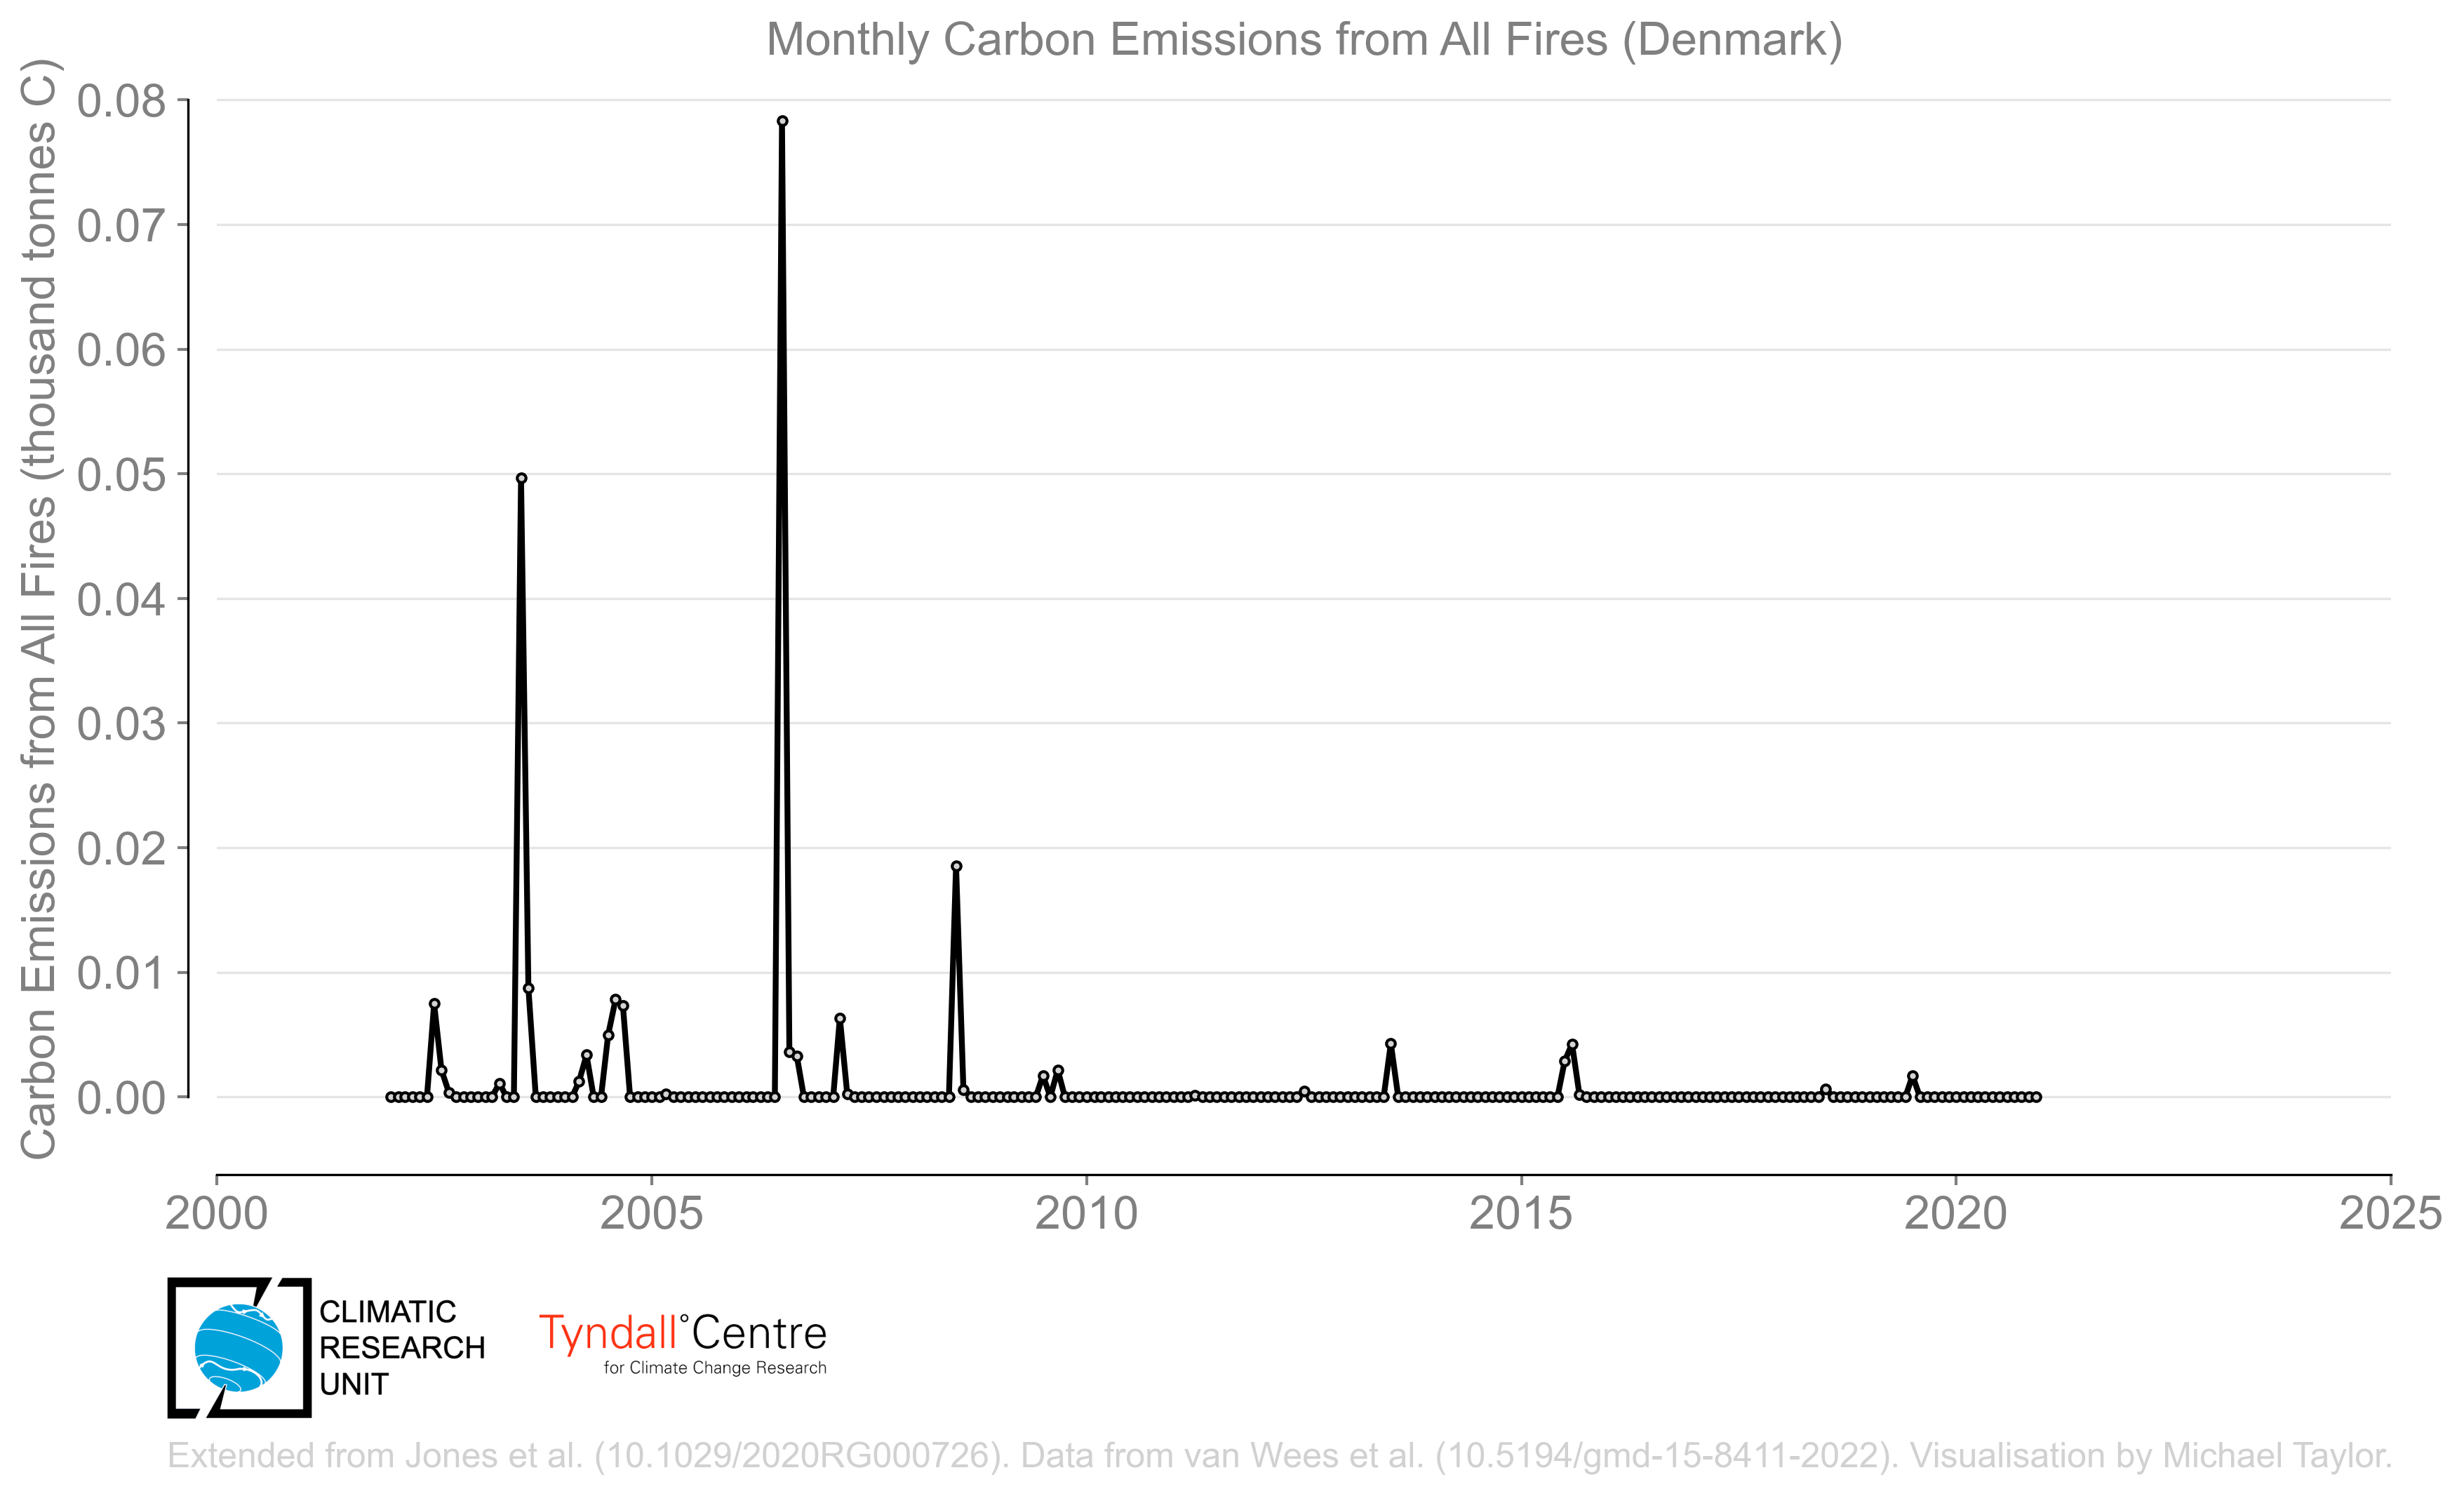 Monthly Carbon Emissions from All Fires (Denmark)
Carbon Emissions from All Fires (thousand tonnes C)
0.08
0.07
0.06
0.05
0.04
0.03
0.02
0.01
0.00
2000
2005
2010
2015
2020
2025
CLIMATIC
RESEARCH
UNIT
Tyndall°Centre
for Climate Change Research
Extended from Jones et al. (10.1029/2020RG000726). Data from van Wees et al. (10.5194/gmd-15-8411-2022). Visualisation by Michael Taylor.